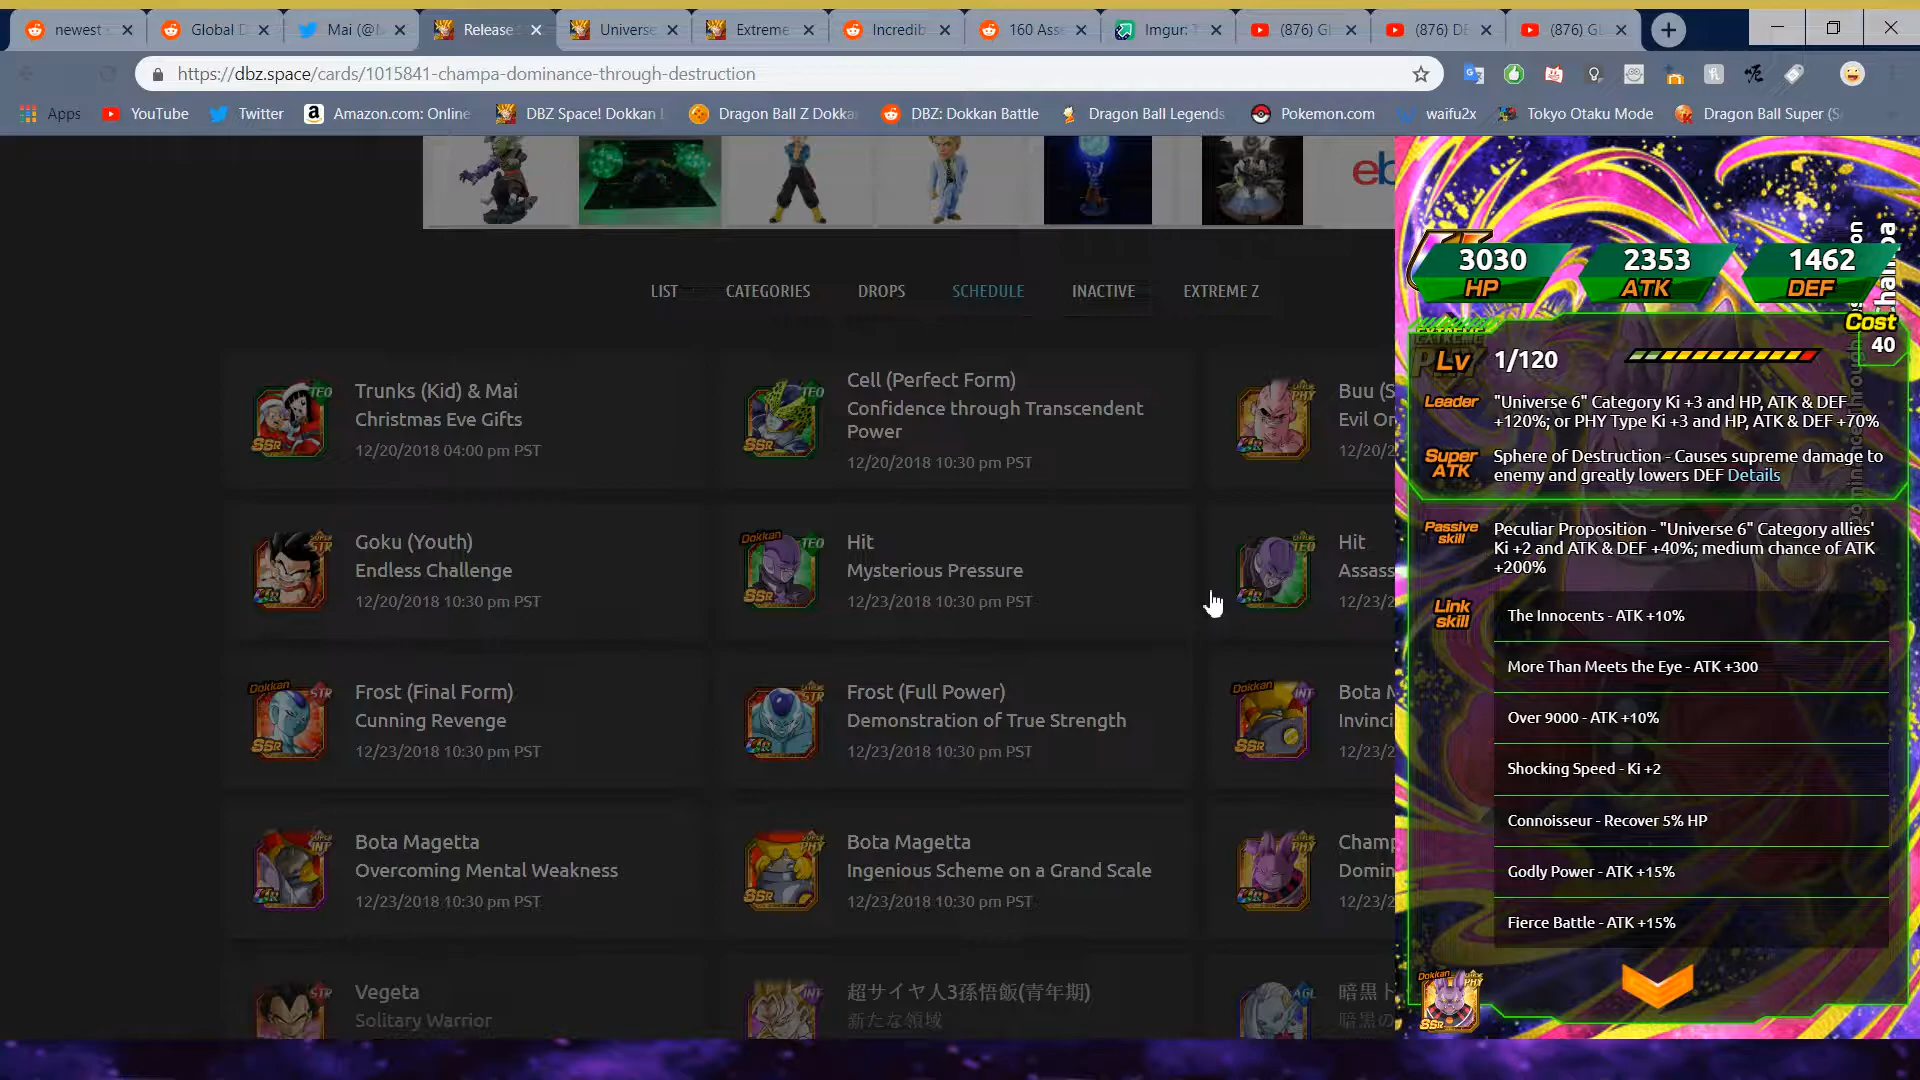 newest
Global D
Mai (@M
Release
Universe
Extreme
Incredib
160 Asse
Imgur: T
(876) Gl
(876) DE
(876) Gl
https://dbz.space/cards/1015841-champa-dominance-through-destruction
Apps
YouTube
Twitter
Amazon.com: Online
DBZ Space! Dokkan
Dragon Ball Z Dokka
DBZ: Dokkan Battle
Dragon Ball Legends
Pokemon.com
waifu2x
Tokyo Otaku Mode
Dragon Ball Super (S
eb
LIST
CATEGORIES
DROPS
SCHEDULE
INACTIVE
EXTREME Z
Trunks (Kid) & Mai
Christmas Eve Gifts
12/20/2018 04:00 pm PST
Cell (Perfect Form)
Confidence through Transcendent
Power
12/20/2018 10:30 pm PST
Buu (S
Evil On
12/20/2
Goku (Youth)
Endless Challenge
12/20/2018 10:30 pm PST
Hit
Mysterious Pressure
12/23/2018 10:30 pm PST
Hit
Assass
12/23/2
Frost (Final Form)
Cunning Revenge
12/23/2018 10:30 pm PST
Frost (Full Power)
Demonstration of True Strength
12/23/2018 10:30 pm PST
Bota M
Invinci
12/23/2
Bota Magetta
Overcoming Mental Weakness
12/23/2018 10:30 pm PST
Bota Magetta
Ingenious Scheme on a Grand Scale
12/23/2018 10:30 pm PST
Champ
Domin
12/23/2
Vegeta
Solitary Warrior
超サイヤ人3孫悟飯(青年期)
新たな領域
暗黒ド
暗黒の
3030
HP
2353
ATK
1462
DEF
Cost
40
Lv
1/120
Leader
"Universe 6" Category Ki +3 and HP, ATK & DEF
+120%; or PHY Type Ki +3 and HP, ATK & DEF +70%
Super
ATK
Sphere of Destruction - Causes supreme damage to
enemy and greatly lowers DEF Details
Passive
skill
Peculiar Proposition - "Universe 6" Category allies'
Ki +2 and ATK & DEF +40%; medium chance of ATK
+200%
Link
skill
The Innocents - ATK +10%
More Than Meets the Eye - ATK +300
Over 9000 - ATK +10%
Shocking Speed - Ki +2
Connoisseur - Recover 5% HP
Godly Power - ATK +15%
Fierce Battle - ATK +15%
Dokkan
PHY
SSR